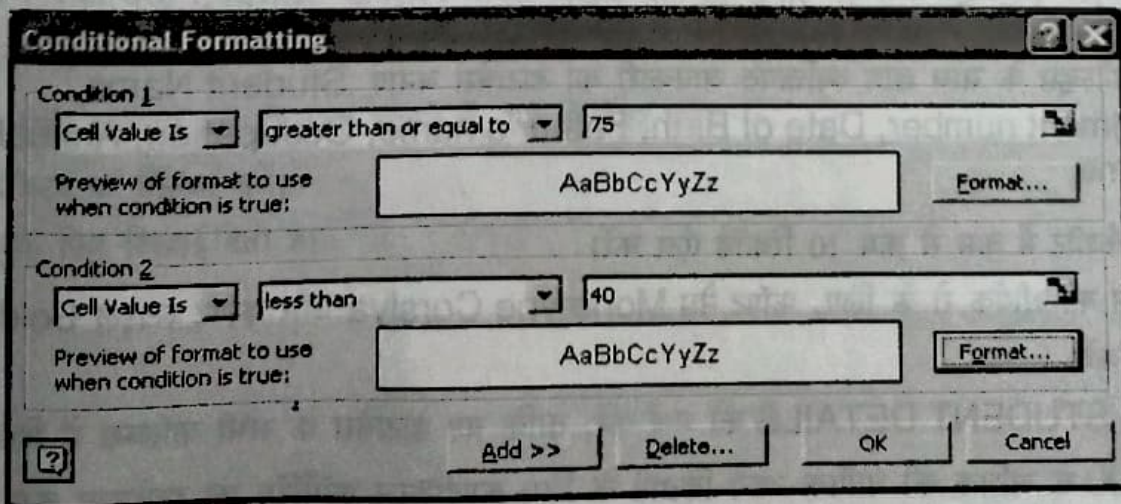 Conditional Formatting
Condition 1
Cell Value Is greater than or equal to 75
Preview of format to use
when condition is true:
AaBbCcYyZz
Format...
Condition 2
Cell Value Is less than 40
Preview of format to use
when condition is true:
AaBbCcYyZz
Format...
Add >> Delete... OK Cancel